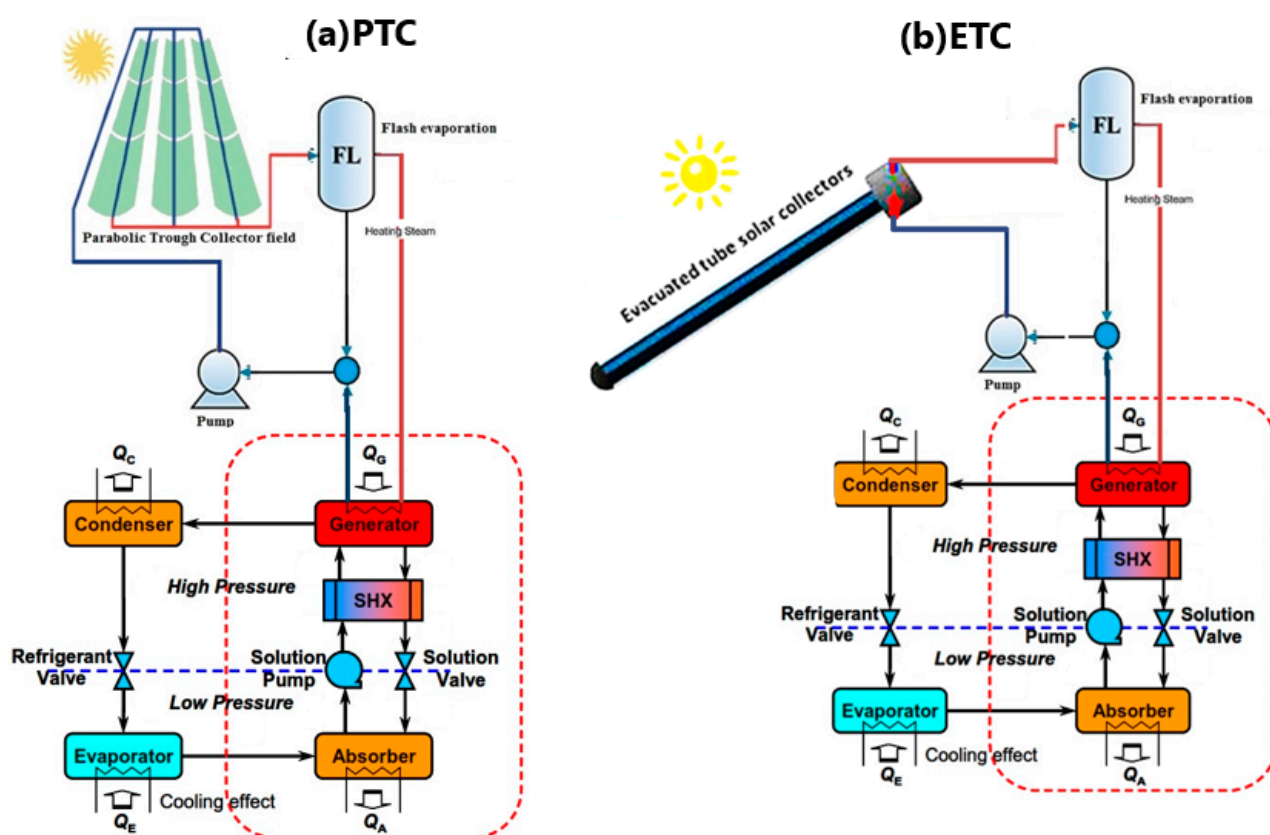 (a)PTC
FL
Flash evaporation
Parabolic Trough Collector field
Heating Steam
Pump
QC
QG
Condenser
Generator
High Pressure
SHX
Refrigerant
Valve
Solution
Pump
Solution
Valve
Low Pressure
Evaporator
Absorber
Cooling effect
QE
QA
(b)ETC
FL
Flash evaporation
Evacuated tube solar collectors
Heating Steam
Pump
QC
QG
Condenser
Generator
High Pressure
SHX
Refrigerant
Valve
Solution
Pump
Solution
Valve
Low Pressure
Evaporator
Absorber
Cooling effect
QE
QA